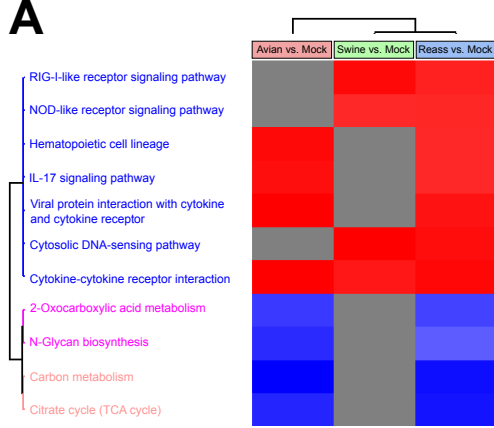 A
Avian vs. Mock Swine vs. Mock Reass vs. Mock
RIG-I-like receptor signaling pathway
NOD-like receptor signaling pathway
Hematopoietic cell lineage
IL-17 signaling pathway
Viral protein interaction with cytokine
and cytokine receptor
Cytosolic DNA-sensing pathway
Cytokine-cytokine receptor interaction
2-Oxocarboxylic acid metabolism
N-Glycan biosynthesis
Carbon metabolism
Citrate cycle (TCA cycle)